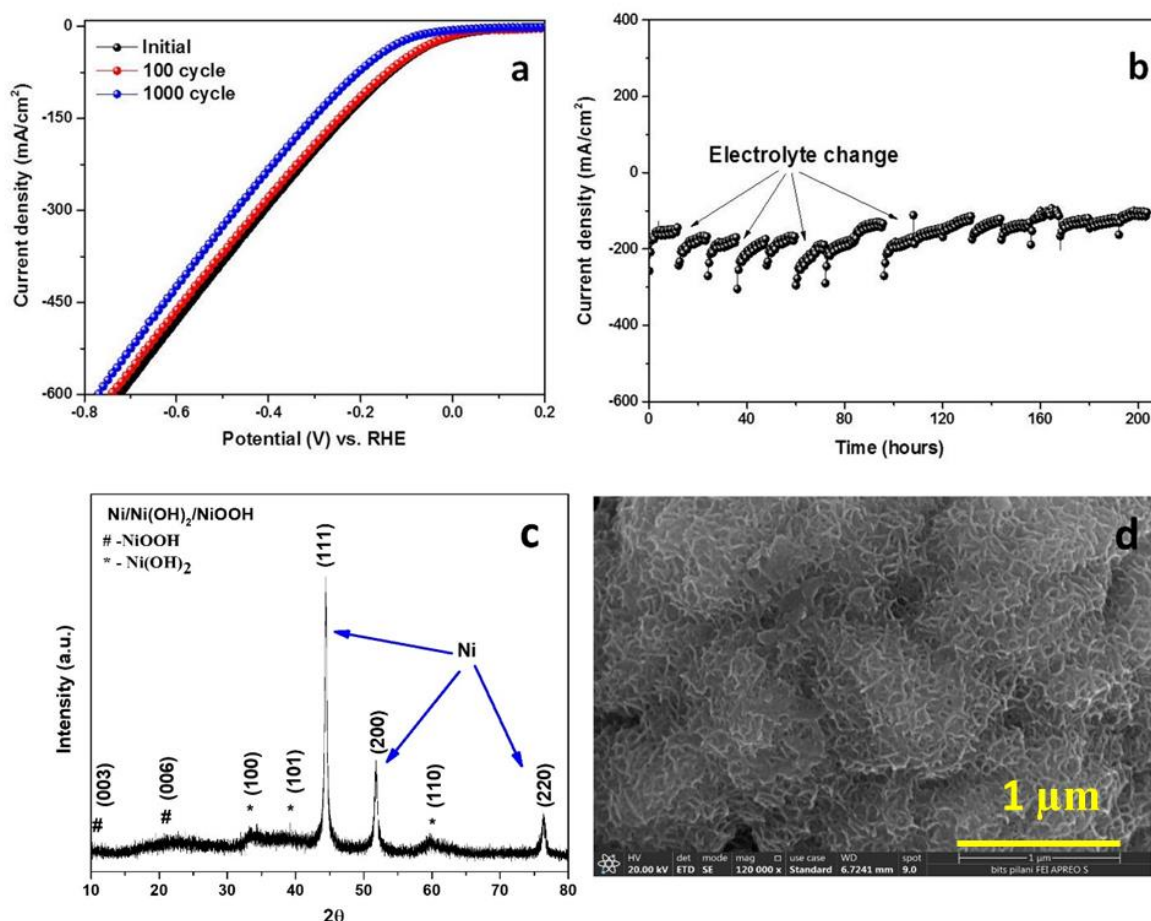 a
Initial
100 cycle
1000 cycle
0
-150
-300
-450
-600
-0.8
-0.6
-0.4
-0.2
0.0
0.2
Current density (mA/cm²)
Potential (V) vs. RHE
b
Electrolyte change
400
200
0
-200
-400
-600
0
40
80
120
160
200
Current density (mA/cm²)
Time (hours)
c
Ni/Ni(OH)₂/NiOOH
# -NiOOH
* - Ni(OH)₂
(111)
Ni
(200)
(003)
(006)
(100)
(101)
(110)
(220)
#
#
*
*
*
Intensity (a.u.)
10
20
30
40
50
60
70
80
2θ
d
1 µm
HV det mode mag □ use case WD spot
20.00 kV ETD SE 120 000 x Standard 6.7241 mm 9.0
1 µm
bits pilani FEI APREO S